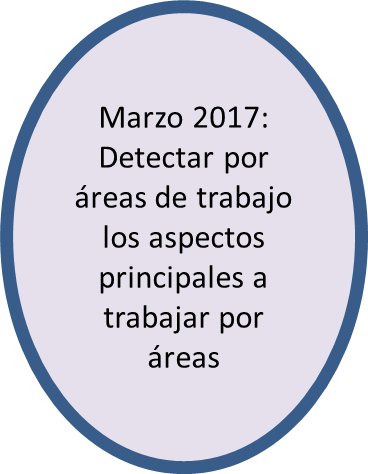 Marzo 2017:
Detectar por
áreas de trabajo
los aspectos
principales a
trabajar por
áreas